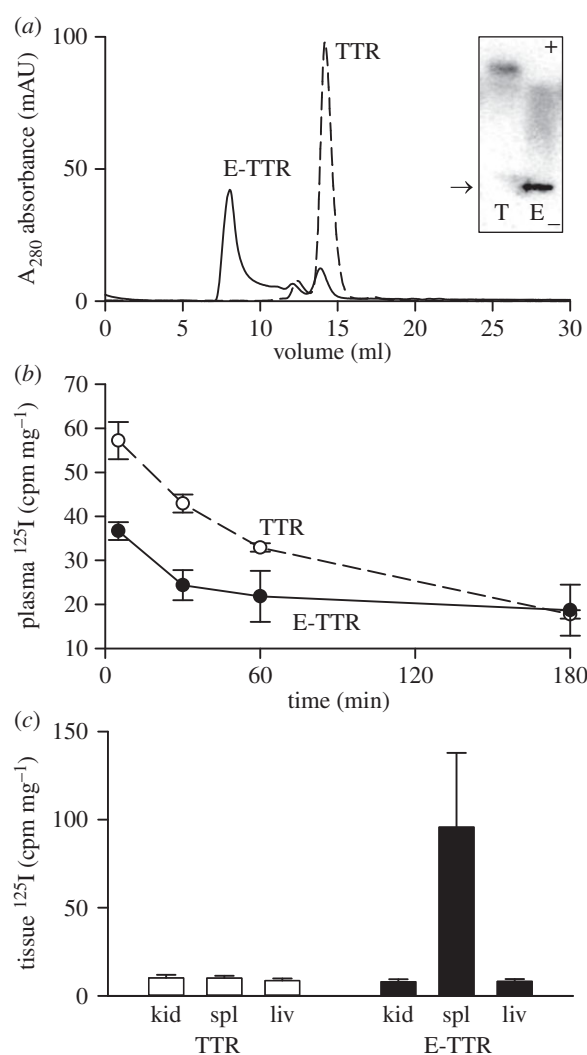 (a)
100
50
0
A280 absorbance (mAU)
E-TTR
TTR
+
→
T E
–
0 5 10 15 20 25 30
volume (ml)
(b)
70
60
50
40
30
20
10
plasma 125I (cpm mg–1)
TTR
E-TTR
0 60 120 180
time (min)
(c)
150
100
50
0
tissue 125I (cpm mg–1)
kid spl liv kid spl liv
TTR E-TTR